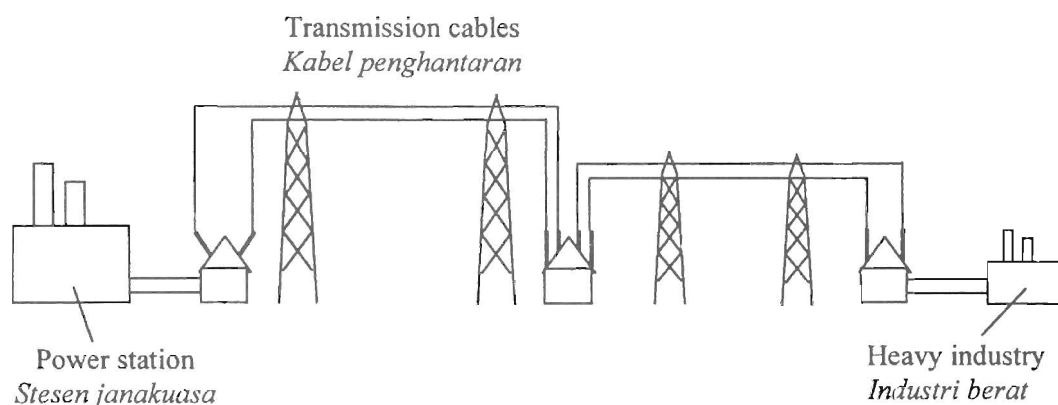 Transmission cables
Kabel penghantaran
Power station
Stesen janakuasa
Heavy industry
Industri berat